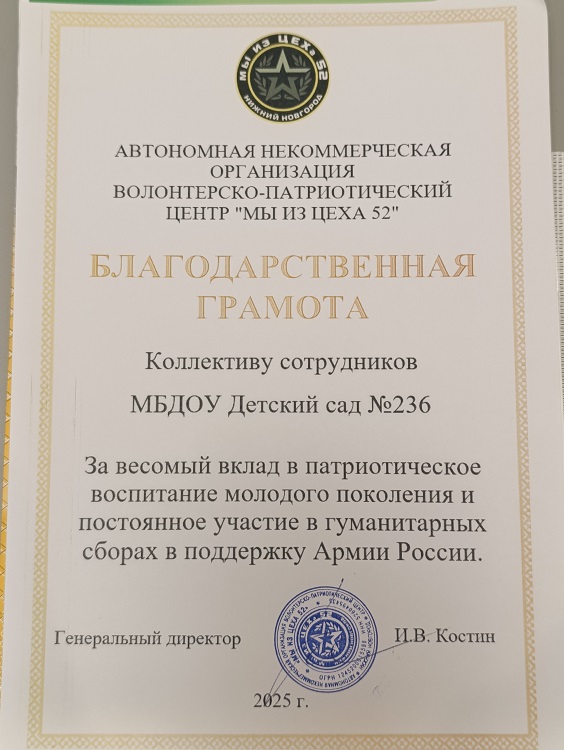 МЫ ИЗ ЦЕХа 52
НИЖНИЙ НОВГОРОД
АВТОНОМНАЯ НЕКОММЕРЧЕСКАЯ
ОРГАНИЗАЦИЯ
ВОЛОНТЕРСКО-ПАТРИОТИЧЕСКИЙ
ЦЕНТР "МЫ ИЗ ЦЕХА 52"
БЛАГОДАРСТВЕННАЯ
ГРАМОТА
Коллективу сотрудников
МБДОУ Детский сад №236
За весомый вклад в патриотическое
воспитание молодого поколения и
постоянное участие в гуманитарных
сборах в поддержку Армии России.
Генеральный директор
И.В. Костин
2025 г.